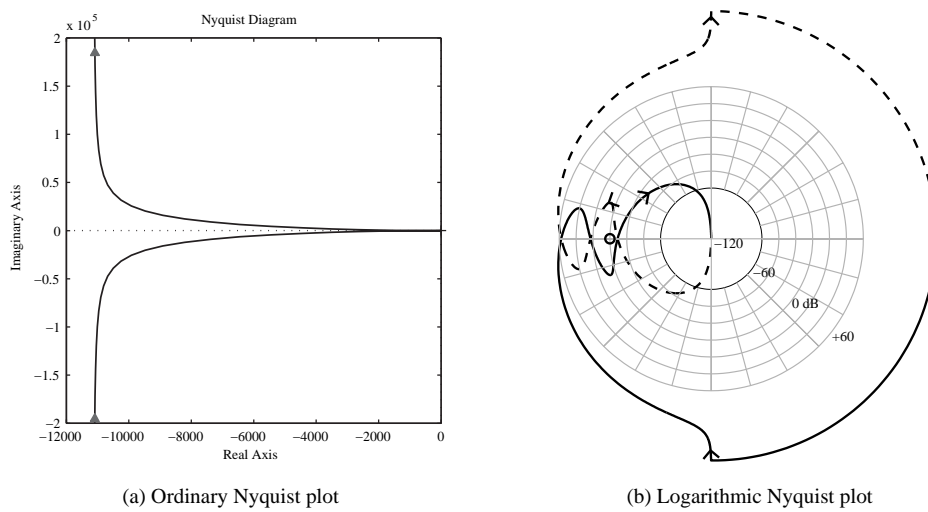 Nyquist Diagram
x 10^5
2
1.5
1
0.5
0
−0.5
−1
−1.5
−2
Imaginary Axis
−12000 −10000 −8000 −6000 −4000 −2000 0
Real Axis
(a) Ordinary Nyquist plot
−120
−60
0 dB
+60
(b) Logarithmic Nyquist plot